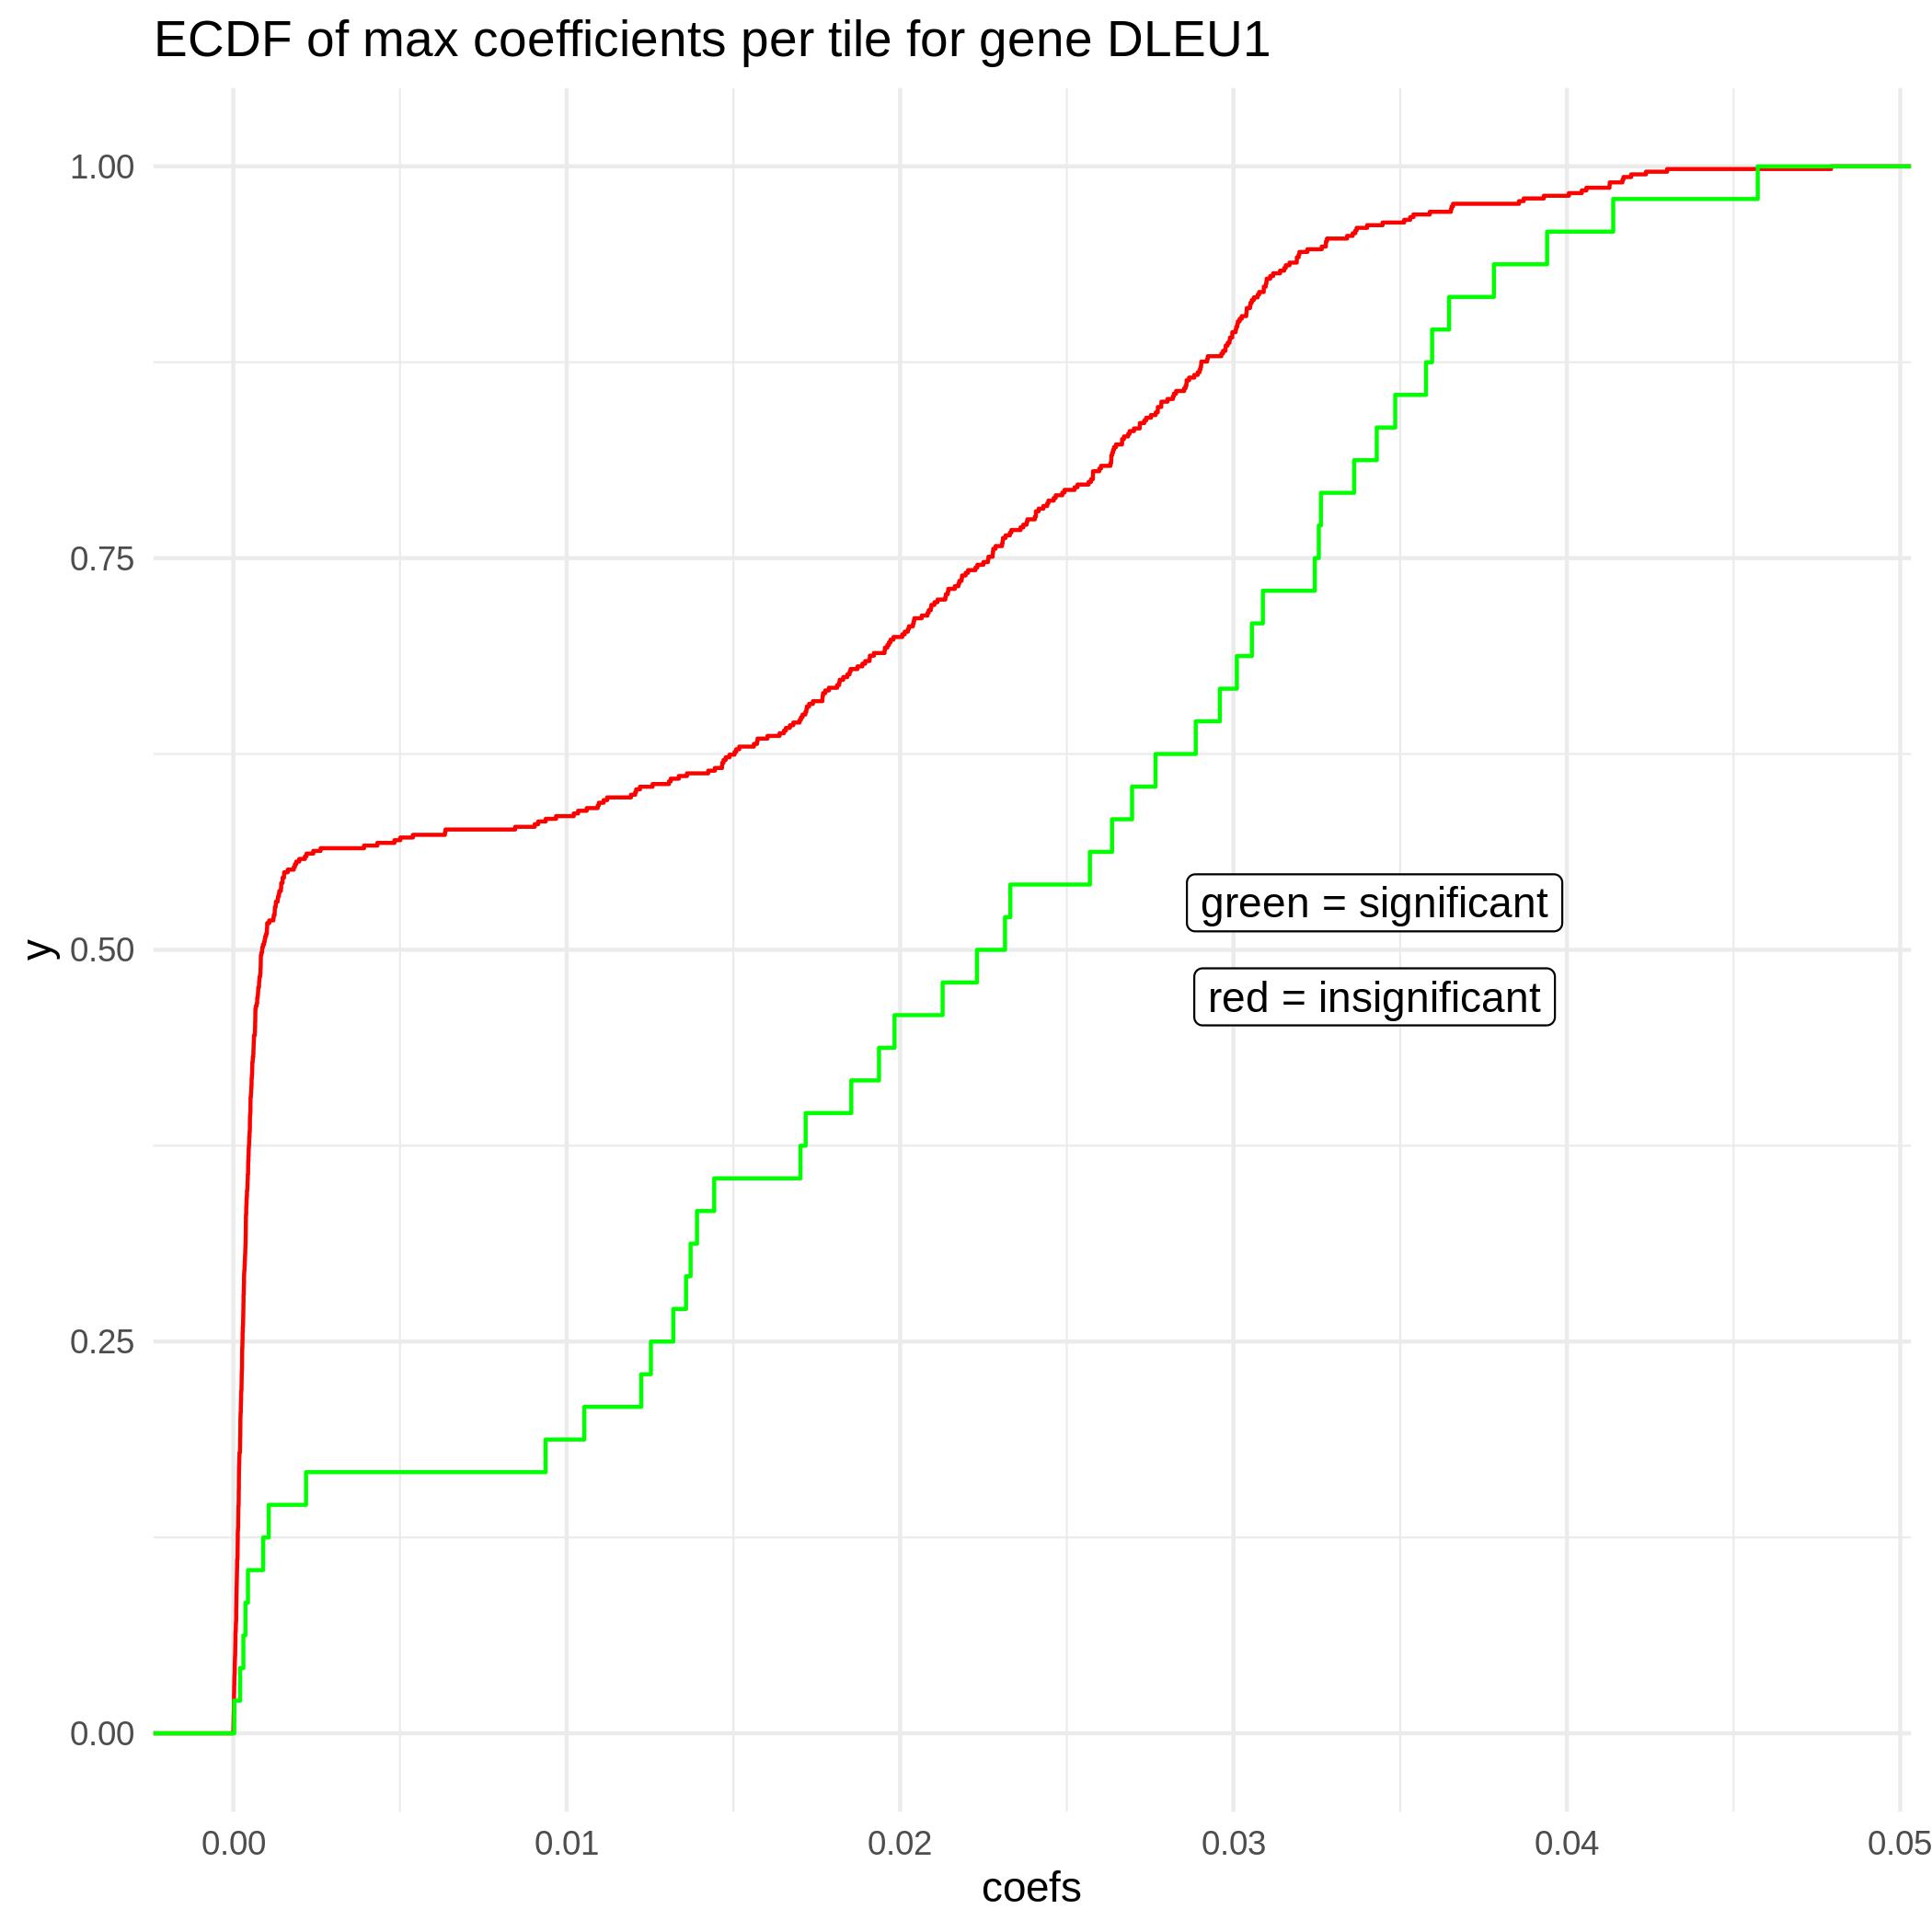 ECDF of max coefficients per tile for gene DLEU1
1.00
0.75
0.50
0.25
0.00
y
green = significant
red = insignificant
0.00 0.01 0.02 0.03 0.04 0.05
coefs